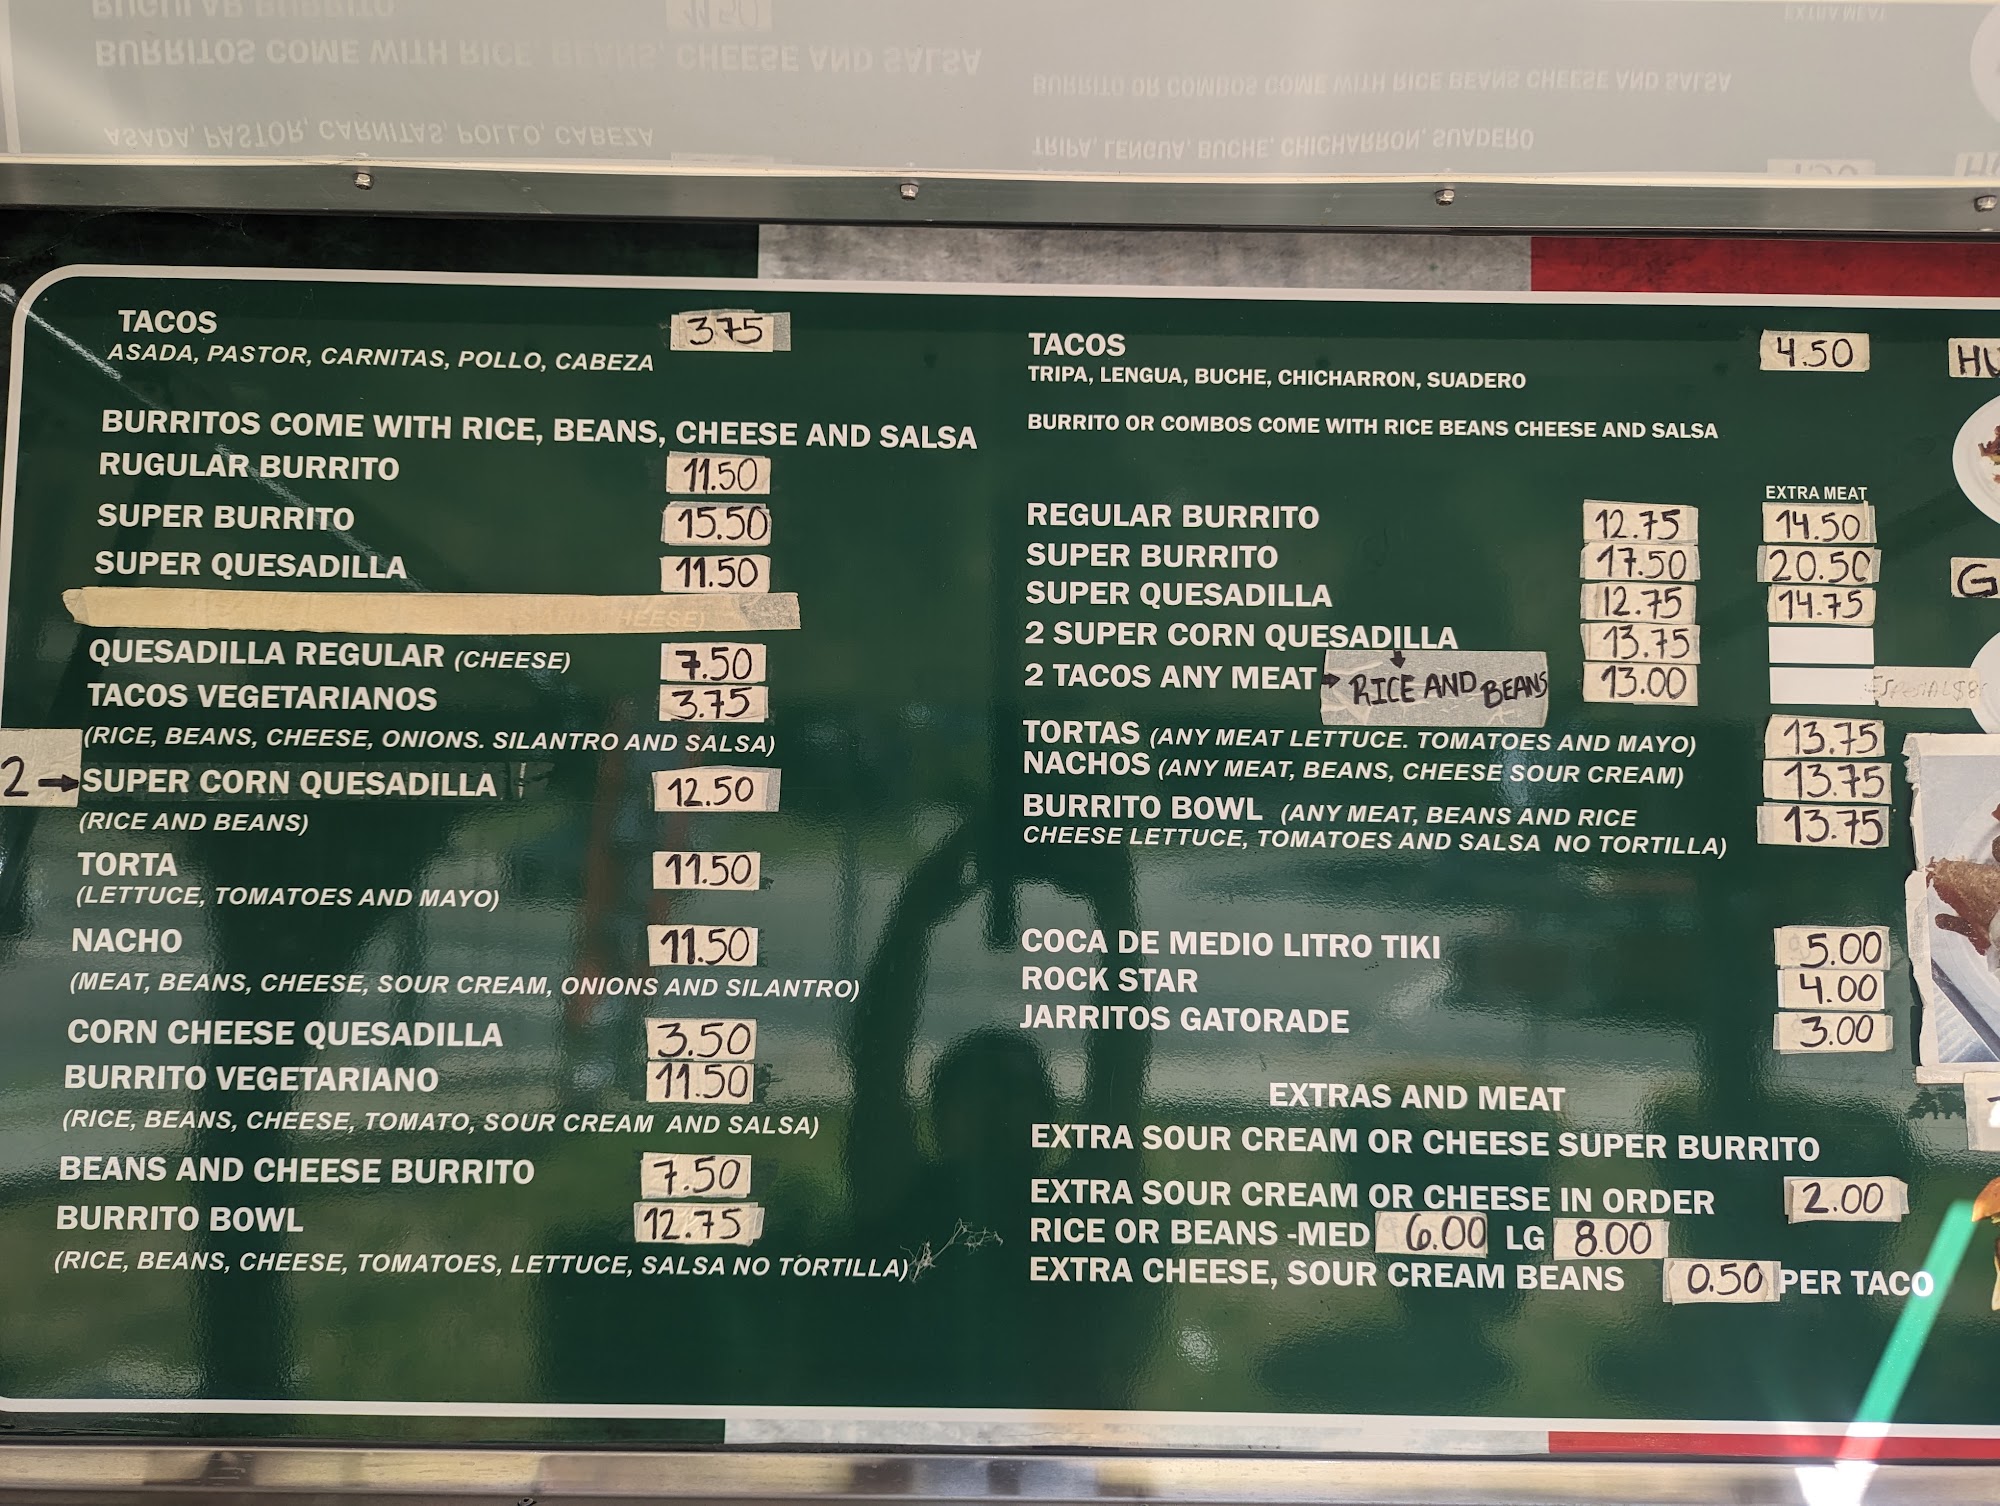 TACOS 3.75
ASADA, PASTOR, CARNITAS, POLLO, CABEZA
BURRITOS COME WITH RICE, BEANS, CHEESE AND SALSA
RUGULAR BURRITO 11.50
SUPER BURRITO 15.50
SUPER QUESADILLA 11.50
CHEESE)
QUESADILLA REGULAR (CHEESE) 7.50
TACOS VEGETARIANOS 3.75
(RICE, BEANS, CHEESE, ONIONS. SILANTRO AND SALSA)
2 → SUPER CORN QUESADILLA 12.50
(RICE AND BEANS)
TORTA 11.50
(LETTUCE, TOMATOES AND MAYO)
NACHO 11.50
(MEAT, BEANS, CHEESE, SOUR CREAM, ONIONS AND SILANTRO)
CORN CHEESE QUESADILLA 3.50
BURRITO VEGETARIANO 11.50
(RICE, BEANS, CHEESE, TOMATO, SOUR CREAM AND SALSA)
BEANS AND CHEESE BURRITO 7.50
BURRITO BOWL 12.75
(RICE, BEANS, CHEESE, TOMATOES, LETTUCE, SALSA NO TORTILLA)
TACOS 4.50
TRIPA, LENGUA, BUCHE, CHICHARRON, SUADERO
BURRITO OR COMBOS COME WITH RICE BEANS CHEESE AND SALSA
EXTRA MEAT
REGULAR BURRITO 12.75 14.50
SUPER BURRITO 17.50 20.50
SUPER QUESADILLA 12.75 14.75
2 SUPER CORN QUESADILLA 13.75
2 TACOS ANY MEAT → RICE AND BEANS 13.00
TORTAS (ANY MEAT LETTUCE. TOMATOES AND MAYO) 13.75
NACHOS (ANY MEAT, BEANS, CHEESE SOUR CREAM) 13.75
BURRITO BOWL (ANY MEAT, BEANS AND RICE 13.75
CHEESE LETTUCE, TOMATOES AND SALSA NO TORTILLA)
COCA DE MEDIO LITRO TIKI 5.00
ROCK STAR 4.00
JARRITOS GATORADE 3.00
EXTRAS AND MEAT
EXTRA SOUR CREAM OR CHEESE SUPER BURRITO
EXTRA SOUR CREAM OR CHEESE IN ORDER 2.00
RICE OR BEANS -MED 6.00 LG 8.00
EXTRA CHEESE, SOUR CREAM BEANS 0.50 PER TACO
HU
G